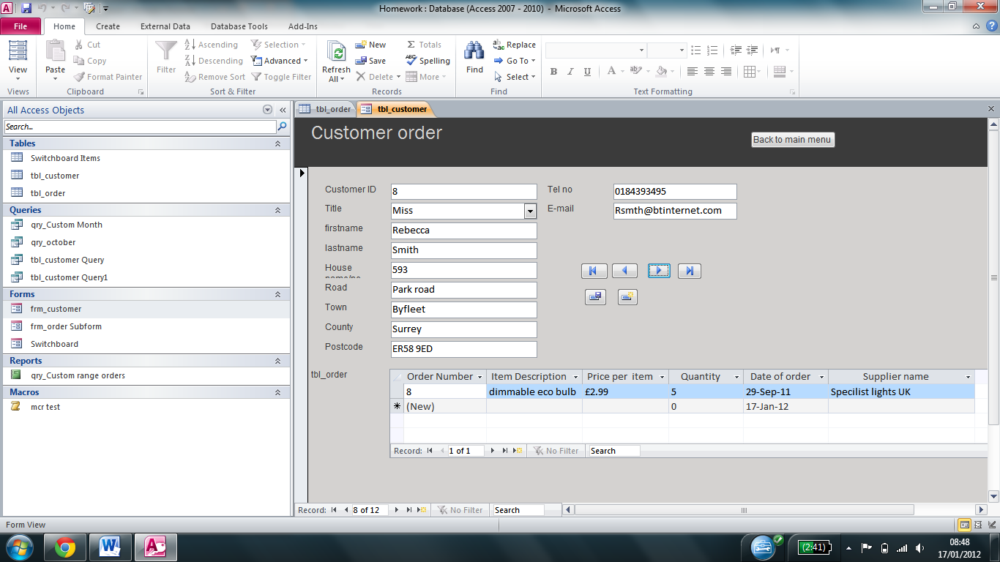 Homework : Database (Access 2007 - 2010) - Microsoft Access
File Home Create External Data Database Tools Add-Ins
View
Views
Paste
Cut
Copy
Format Painter
Clipboard
Filter
Ascending
Descending
Remove Sort
Selection
Advanced
Toggle Filter
Sort & Filter
Refresh All
New
Save
Delete
Totals
Spelling
More
Records
Find
Replace
Go To
Select
Find
B I U A
Text Formatting
All Access Objects
Search...
Tables
Switchboard Items
tbl_customer
tbl_order
Queries
qry_Custom Month
qry_october
tbl_customer Query
tbl_customer Query1
Forms
frm_customer
frm_order Subform
Switchboard
Reports
qry_Custom range orders
Macros
mcr test
tbl_order tbl_customer
Customer order
Back to main menu
Customer ID 8 Tel no 0184393495
Title Miss E-mail Rsmth@btinternet.com
firstname Rebecca
lastname Smith
House 593
Road Park road
Town Byfleet
County Surrey
Postcode ER58 9ED
tbl_order
Order Number Item Description Price per item Quantity Date of order Supplier name
8 dimmable eco bulb £2.99 5 29-Sep-11 Specilist lights UK
(New) 0 17-Jan-12
Record: 1 of 1 No Filter Search
Record: 8 of 12 No Filter Search
Form View
(2:41)
08:48
17/01/2012